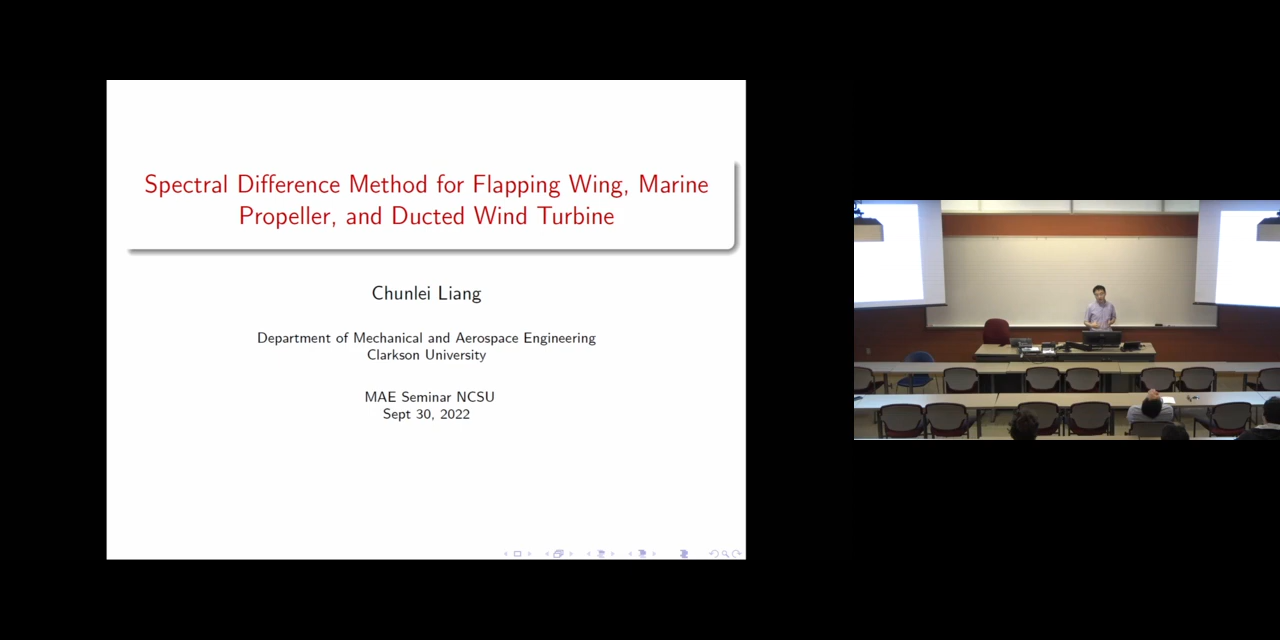 Spectral Difference Method for Flapping Wing, Marine
Propeller, and Ducted Wind Turbine
Chunlei Liang
Department of Mechanical and Aerospace Engineering
Clarkson University
MAE Seminar NCSU
Sept 30, 2022